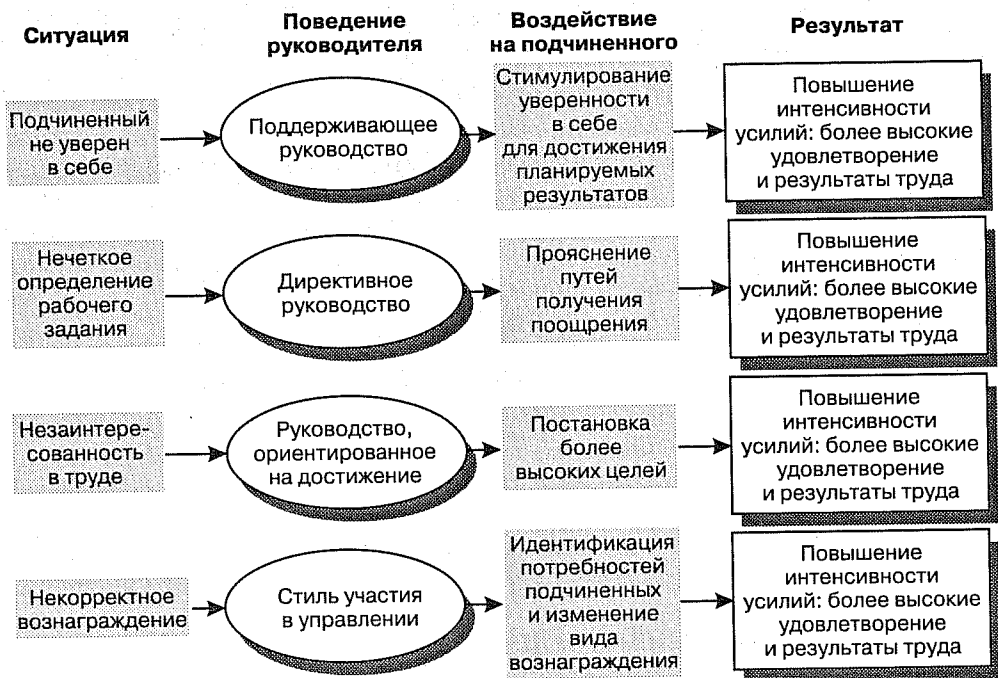 Ситуация
Поведение
руководителя
Воздействие
на подчиненного
Результат
Подчиненный
не уверен
в себе
Поддерживающее
руководство
Стимулирование
уверенности
в себе
для достижения
планируемых
результатов
Повышение
интенсивности
усилий: более высокие
удовлетворение
и результаты труда
Нечеткое
определение
рабочего
задания
Директивное
руководство
Прояснение
путей
получения
поощрения
Повышение
интенсивности
усилий: более высокие
удовлетворение
и результаты труда
Незаинтере-
сованность
в труде
Руководство,
ориентированное
на достижение
Постановка
более
высоких целей
Повышение
интенсивности
усилий: более высокие
удовлетворение
и результаты труда
Некорректное
вознаграждение
Стиль участия
в управлении
Идентификация
потребностей
подчиненных
и изменение
вида
вознаграждения
Повышение
интенсивности
усилий: более высокие
удовлетворение
и результаты труда